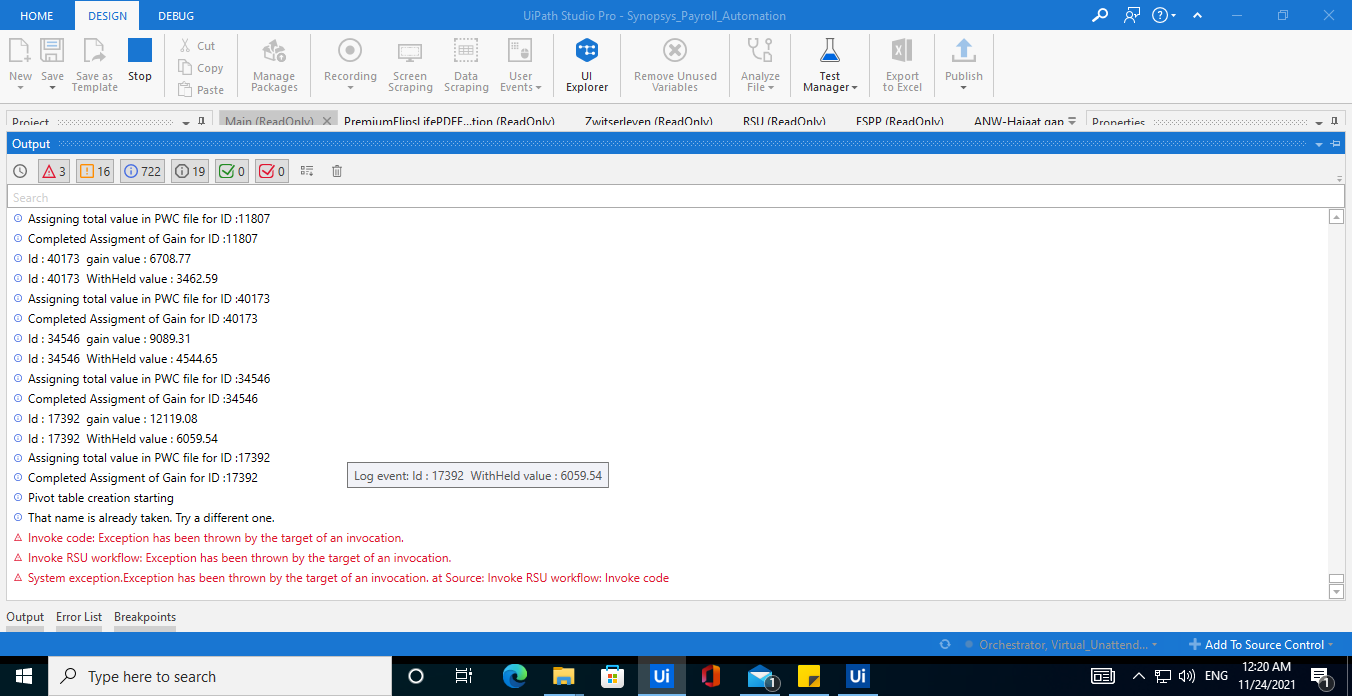 HOME DESIGN DEBUG UiPath Studio Pro - Synopsys_Payroll_Automation
New Save Save as Template Stop
Cut
Copy
Paste
Manage Packages Recording Screen Scraping Data Scraping User Events UI Explorer Remove Unused Variables Analyze File Test Manager Export to Excel Publish
Project Main (ReadOnly) PremiumFlipsLifePDFE...tion (ReadOnly) Zwitserleven (ReadOnly) RSU (ReadOnly) ESPP (ReadOnly) ANW-Hajaat gap Properties
Output
3 16 722 19 0 0
Search
Assigning total value in PWC file for ID :11807
Completed Assigment of Gain for ID :11807
Id : 40173 gain value : 6708.77
Id : 40173 WithHeld value : 3462.59
Assigning total value in PWC file for ID :40173
Completed Assigment of Gain for ID :40173
Id : 34546 gain value : 9089.31
Id : 34546 WithHeld value : 4544.65
Assigning total value in PWC file for ID :34546
Completed Assigment of Gain for ID :34546
Id : 17392 gain value : 12119.08
Id : 17392 WithHeld value : 6059.54
Assigning total value in PWC file for ID :17392
Completed Assigment of Gain for ID :17392
Log event: Id : 17392 WithHeld value : 6059.54
Pivot table creation starting
That name is already taken. Try a different one.
Invoke code: Exception has been thrown by the target of an invocation.
Invoke RSU workflow: Exception has been thrown by the target of an invocation.
System exception.Exception has been thrown by the target of an invocation. at Source: Invoke RSU workflow: Invoke code
Output Error List Breakpoints
Orchestrator, Virtual_Unattend... Add To Source Control
Type here to search Ui 1 Ui ENG 12:20 AM
11/24/2021 1